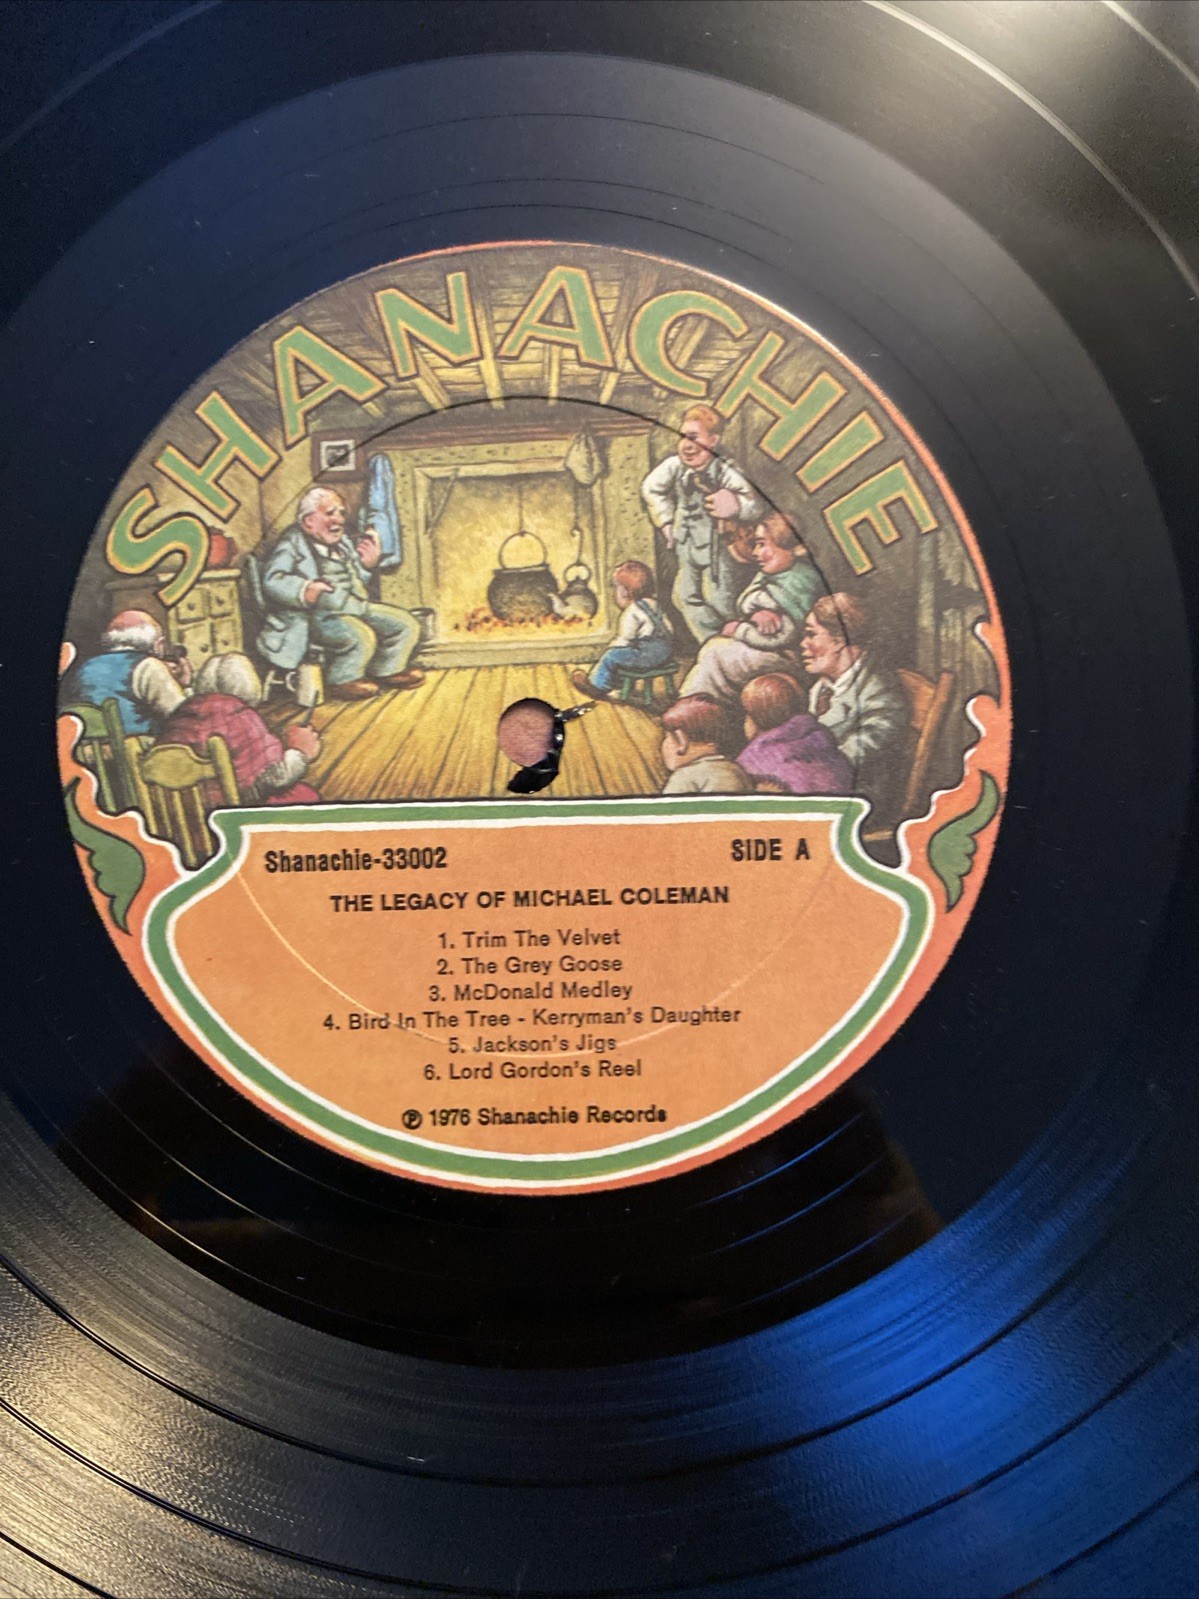 SHANACHIE
Shanachie-33002 SIDE A
THE LEGACY OF MICHAEL COLEMAN
1. Trim The Velvet
2. The Grey Goose
3. McDonald Medley
4. Bird In The Tree - Kerryman's Daughter
5. Jackson's Jigs
6. Lord Gordon's Reel
℗ 1976 Shanachie Records